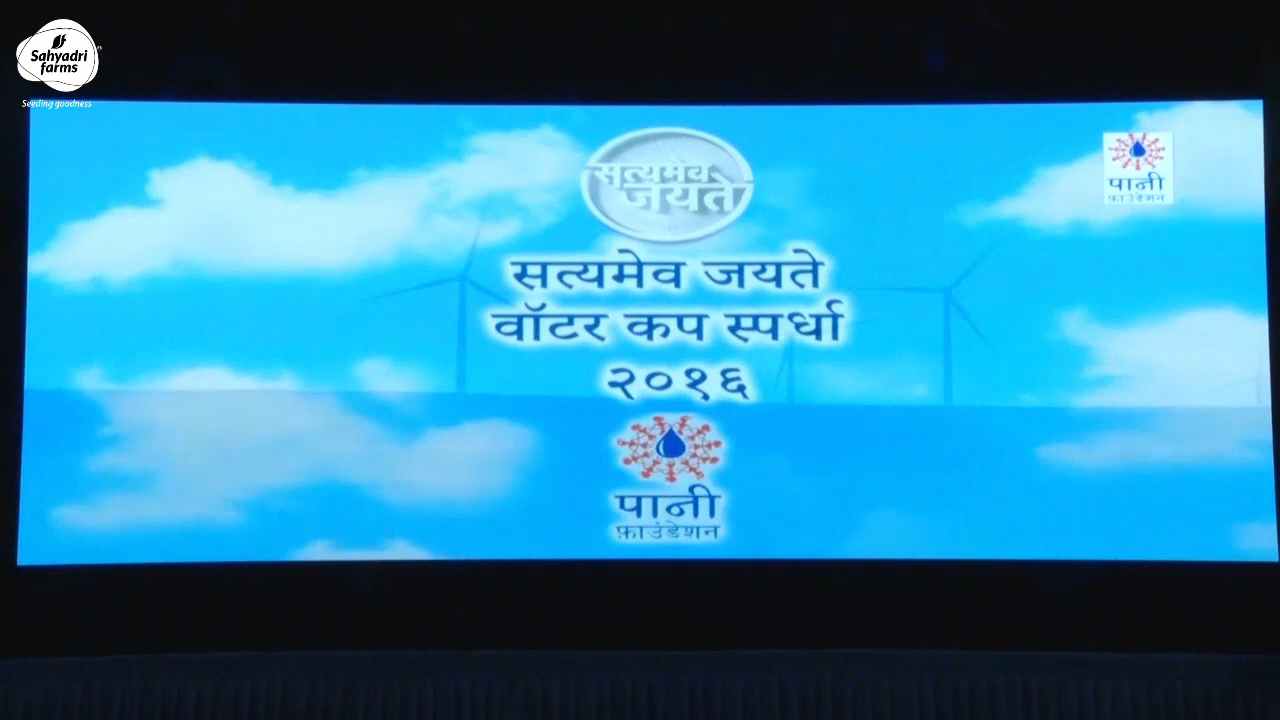 Sahyadri
farms
Seeding goodness
सत्यमेव
जयते
पानी
फ़ाउंडेशन
सत्यमेव जयते
वॉटर कप स्पर्धा
२०१६
पानी
फ़ाउंडेशन